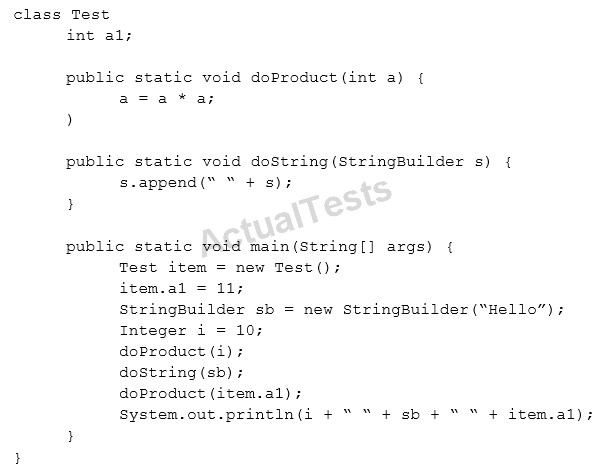 class Test
int a1;
public static void doProduct(int a) {
a = a * a;
)
public static void doString(StringBuilder s) {
s.append(“ “ + s);
}
public static void main(String[] args) {
Test item = new Test();
item.a1 = 11;
StringBuilder sb = new StringBuilder(“Hello”);
Integer i = 10;
doProduct(i);
doString(sb);
doProduct(item.a1);
System.out.println(i + “ “ + sb + “ “ + item.a1);
}
}
ActualTests